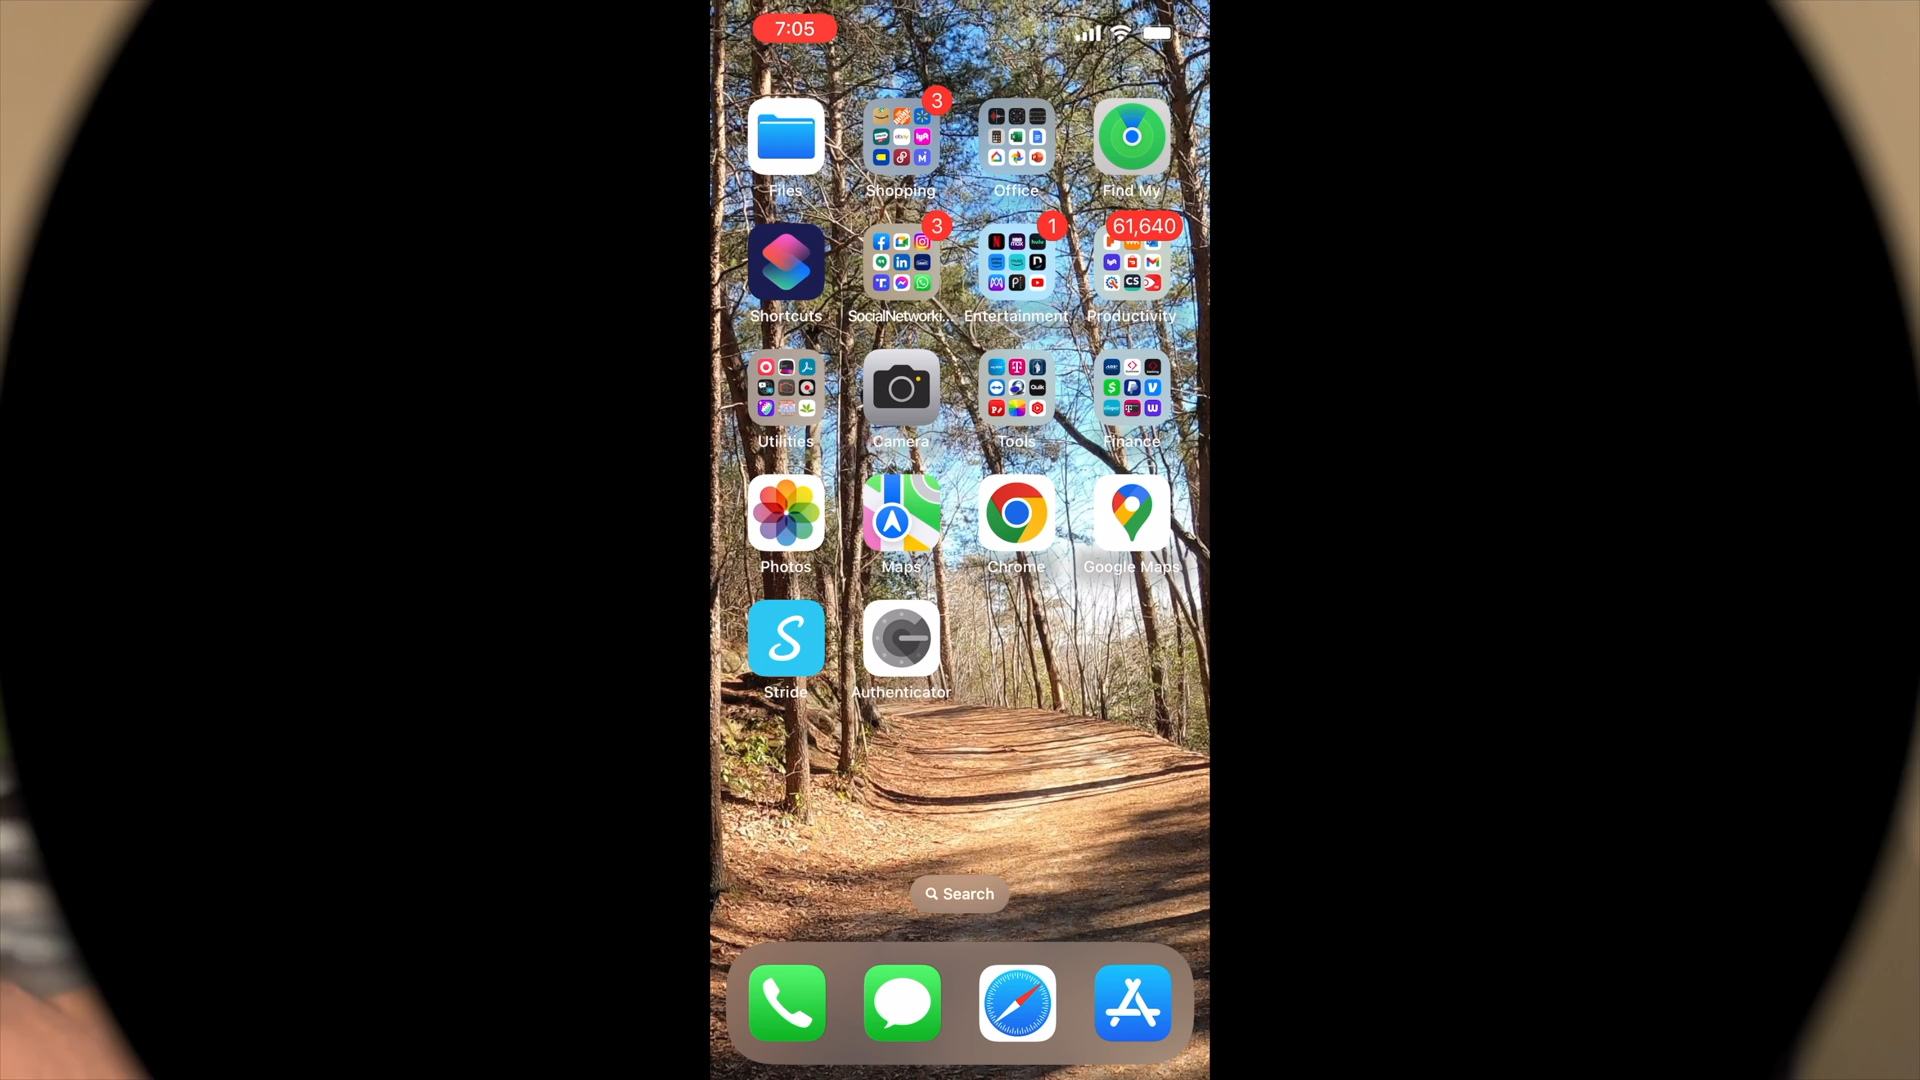 7:05
3
Files
Shopping
Office
Find My
3
1
61,640
Shortcuts
SocialNetworki...
Entertainment
Productivity
Utilities
Camera
Tools
Finance
Photos
Maps
Chrome
Google Maps
S
Stride
Authenticator
Search